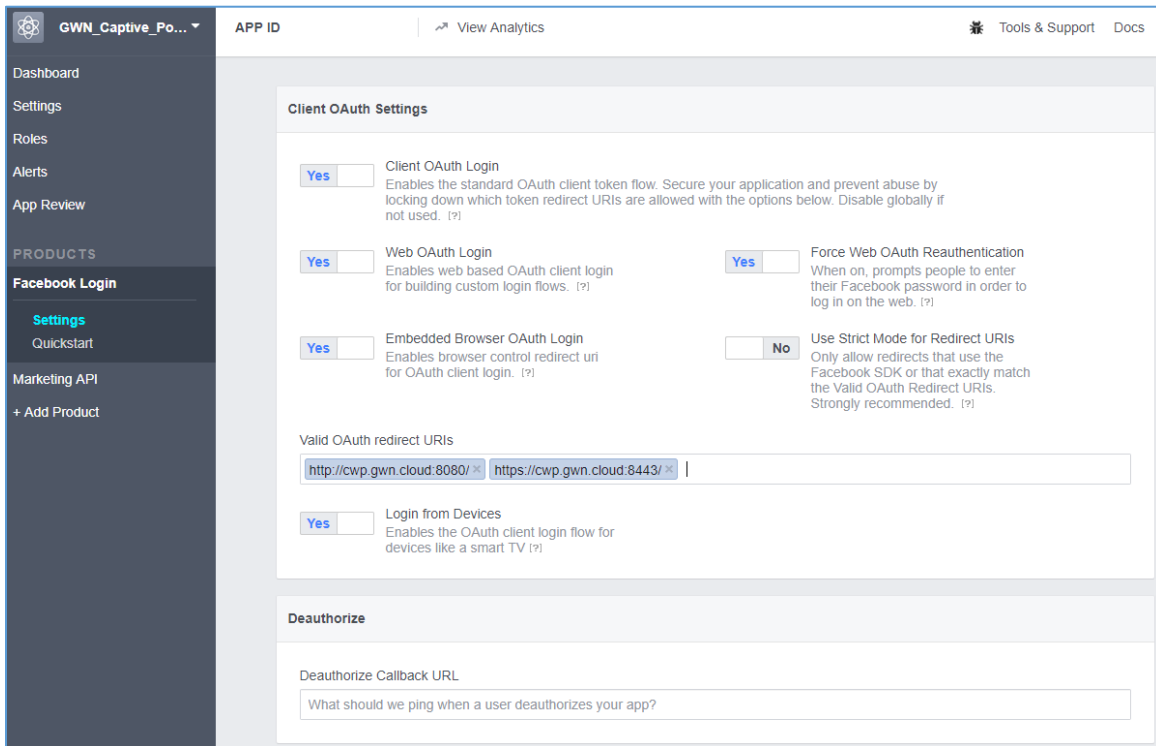 GWN_Captive_Po...
APP ID
View Analytics
Tools & Support
Docs
Dashboard
Settings
Roles
Alerts
App Review
PRODUCTS
Facebook Login
Settings
Quickstart
Marketing API
+ Add Product
Client OAuth Settings
Yes
Client OAuth Login
Enables the standard OAuth client token flow. Secure your application and prevent abuse by
locking down which token redirect URIs are allowed with the options below. Disable globally if
not used. [?]
Yes
Web OAuth Login
Enables web based OAuth client login
for building custom login flows. [?]
Yes
Force Web OAuth Reauthentication
When on, prompts people to enter
their Facebook password in order to
log in on the web. [?]
Yes
Embedded Browser OAuth Login
Enables browser control redirect uri
for OAuth client login. [?]
No
Use Strict Mode for Redirect URIs
Only allow redirects that use the
Facebook SDK or that exactly match
the Valid OAuth Redirect URIs.
Strongly recommended. [?]
Valid OAuth redirect URIs
http://cwp.gwn.cloud:8080/ × https://cwp.gwn.cloud:8443/ ×
Yes
Login from Devices
Enables the OAuth client login flow for
devices like a smart TV [?]
Deauthorize
Deauthorize Callback URL
What should we ping when a user deauthorizes your app?